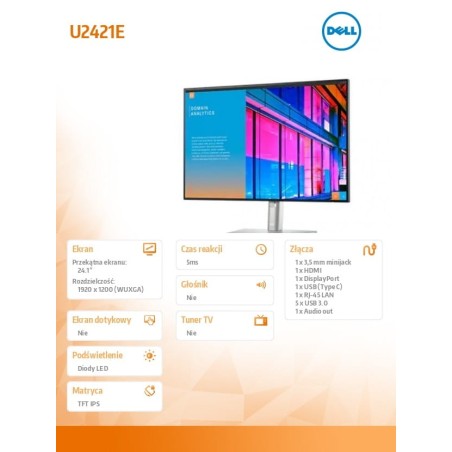 U2421E
DELL
DOMAIN
ANALYTICS
Ekran
Przekątna ekranu:
24.1"
Rozdzielczość:
1920 x 1200 (WUXGA)
Ekran dotykowy
Nie
Podświetlenie
Diody LED
Matryca
TFT IPS
Czas reakcji
5ms
Głośnik
Nie
Tuner TV
Nie
Złącza
1 x 3,5 mm minijack
1 x HDMI
1 x DisplayPort
1 x USB (Type C)
1 x RJ-45 LAN
5 x USB 3.0
1 x Audio out